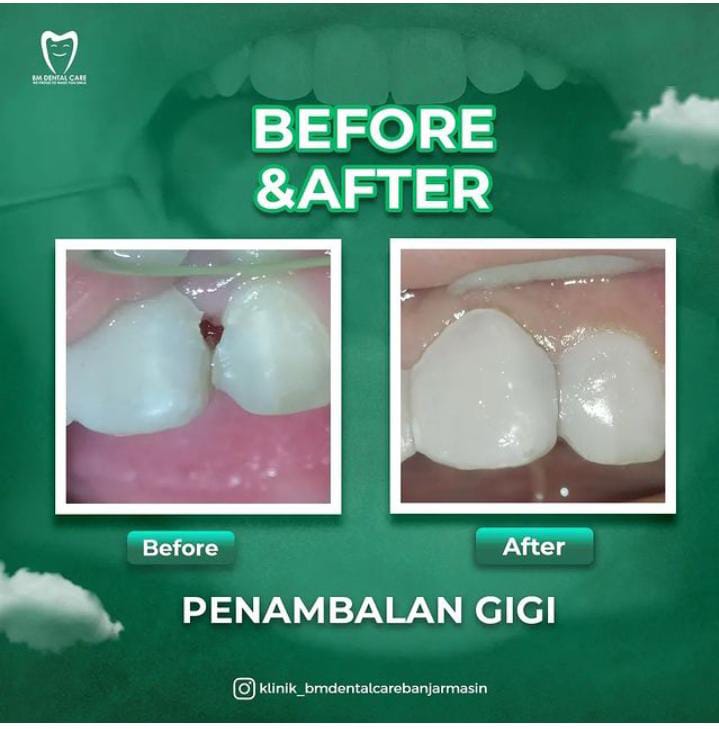 BM DENTAL CARE
BEFORE
&AFTER
Before
After
PENAMBALAN GIGI
klinik_bmdentalcarebanjarmasin